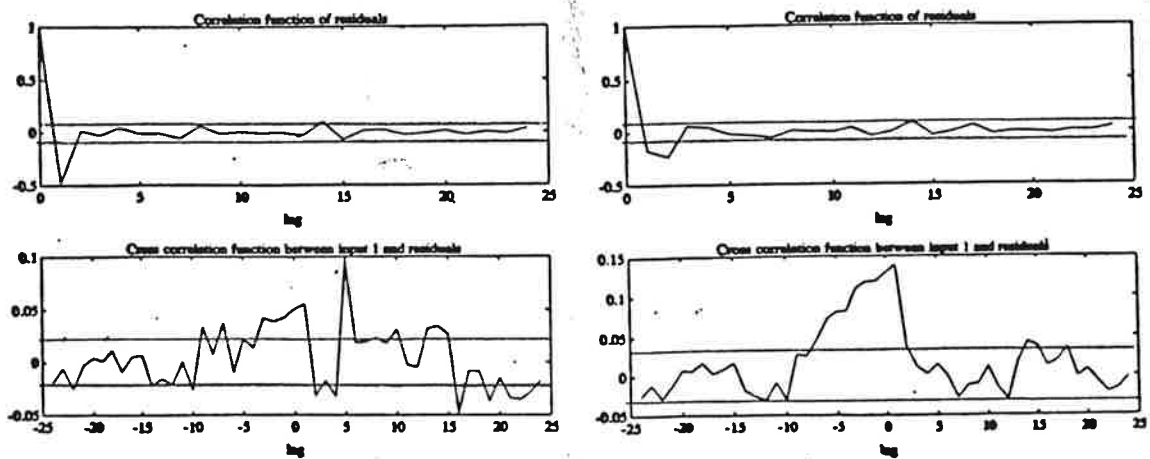 Correlation function of residuals
1
0.5
0
-0.5
0 5 10 15 20 25
lag
Cross correlation function between input 1 and residuals
0.1
0.05
0
-0.05
-25 -20 -15 -10 -5 0 5 10 15 20 25
lag
Correlation function of residuals
1
0.5
0
-0.5
0 5 10 15 20 25
lag
Cross correlation function between input 1 and residuals
0.15
0.1
0.05
0
-0.05
-25 -20 -15 -10 -5 0 5 10 15 20 25
lag